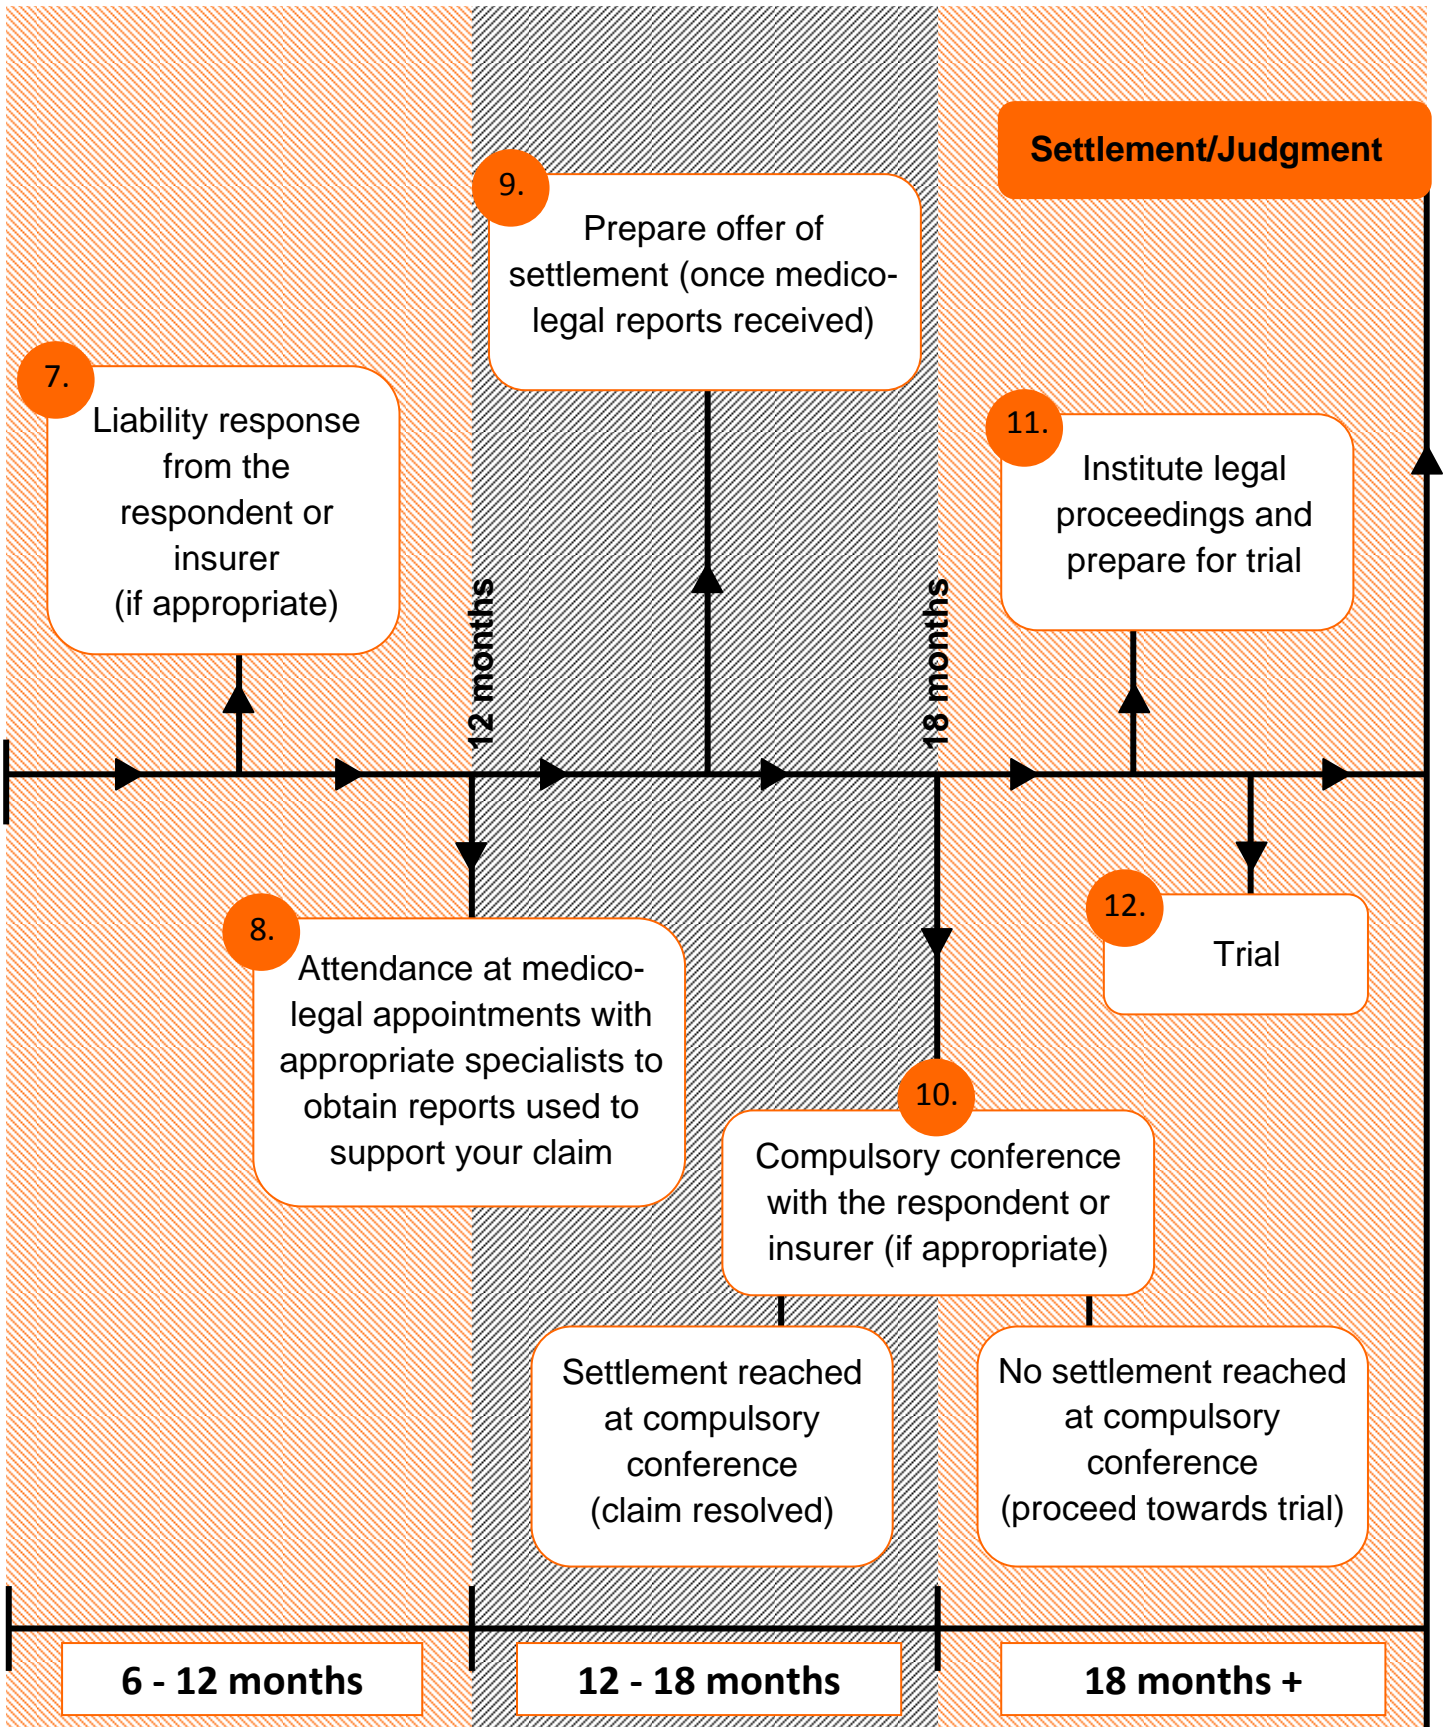 Settlement/Judgment
9.
Prepare offer of
settlement (once medico-
legal reports received)
7.
Liability response
from the
respondent or
insurer
(if appropriate)
11.
Institute legal
proceedings and
prepare for trial
12 months
18 months
8.
Attendance at medico-
legal appointments with
appropriate specialists to
obtain reports used to
support your claim
12.
Trial
10.
Compulsory conference
with the respondent or
insurer (if appropriate)
Settlement reached
at compulsory
conference
(claim resolved)
No settlement reached
at compulsory
conference
(proceed towards trial)
6 - 12 months
12 - 18 months
18 months +